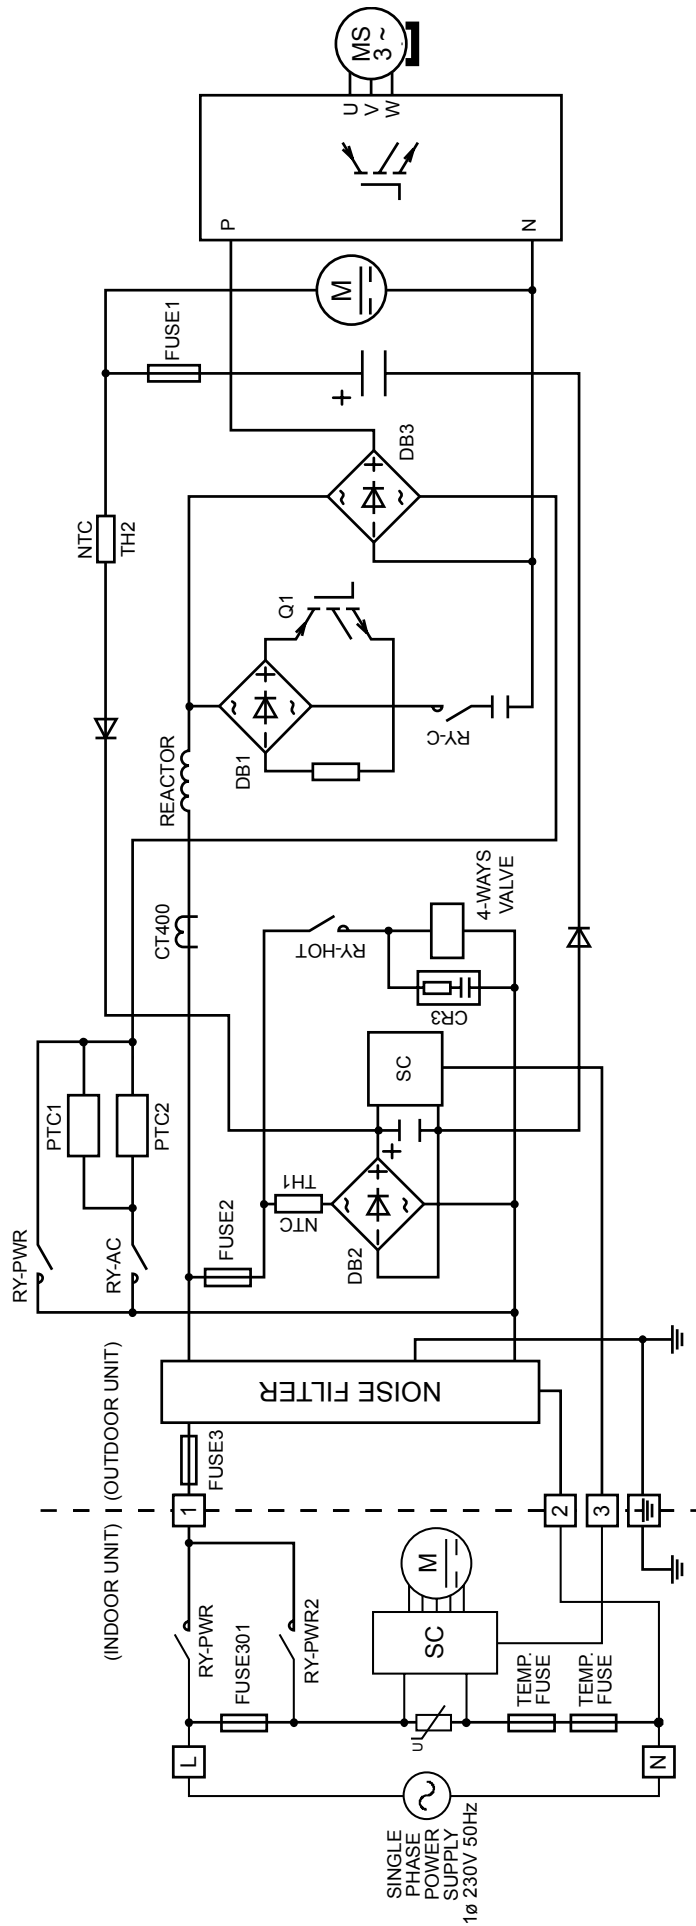 (INDOOR UNIT)
(OUTDOOR UNIT)
SINGLE
PHASE
POWER
SUPPLY
1ø 230V 50Hz
L
N
RY-PWR
FUSE301
RY-PWR2
U
SC
M
TEMP.
FUSE
TEMP.
FUSE
1
2
3
FUSE3
NOISE FILTER
RY-PWR
RY-AC
PTC1
PTC2
FUSE2
NTC
TH1
DB2
+
−
~
~
+
SC
CT400
RY-HOT
CR3
4-WAYS
VALVE
REACTOR
DB1
+
−
~
~
Q1
RY-C
NTC
TH2
DB3
+
−
~
~
FUSE1
+
M
P
N
U
V
W
MS
3 ~